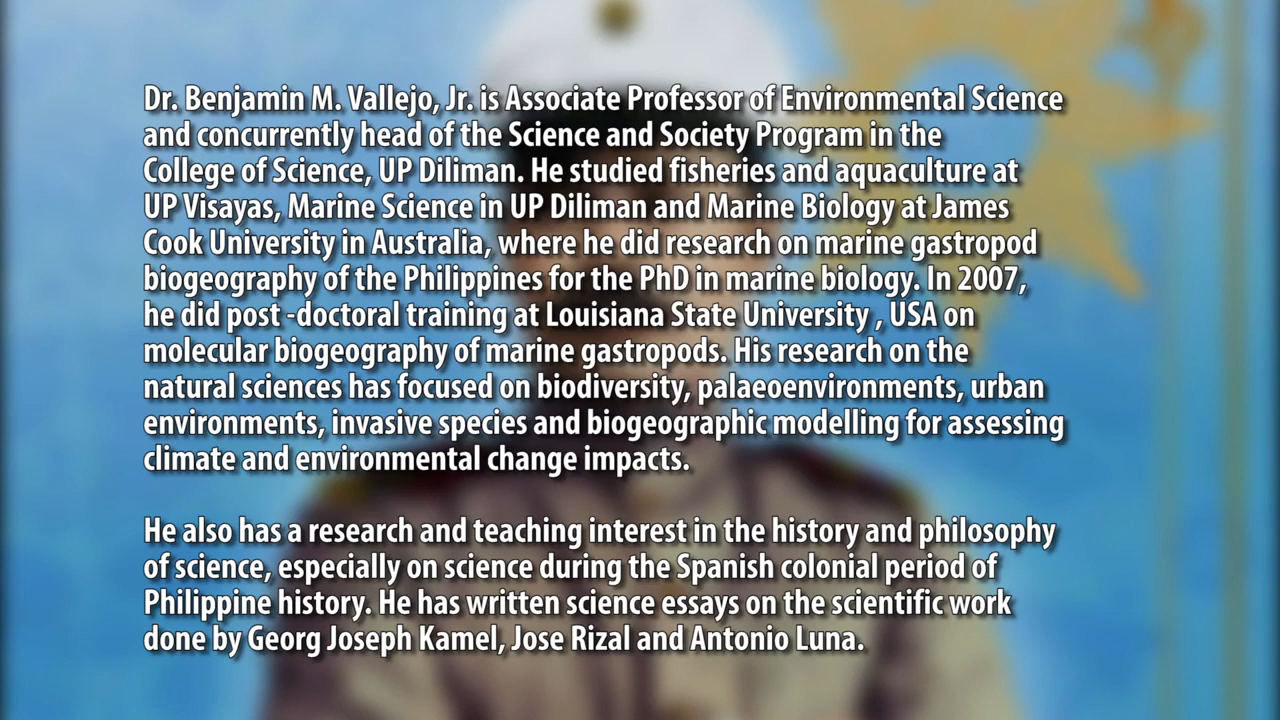 Dr. Benjamin M. Vallejo, Jr. is Associate Professor of Environmental Science
and concurrently head of the Science and Society Program in the
College of Science, UP Diliman. He studied fisheries and aquaculture at
UP Visayas, Marine Science in UP Diliman and Marine Biology at James
Cook University in Australia, where he did research on marine gastropod
biogeography of the Philippines for the PhD in marine biology. In 2007,
he did post -doctoral training at Louisiana State University , USA on
molecular biogeography of marine gastropods. His research on the
natural sciences has focused on biodiversity, palaeoenvironments, urban
environments, invasive species and biogeographic modelling for assessing
climate and environmental change impacts.
He also has a research and teaching interest in the history and philosophy
of science, especially on science during the Spanish colonial period of
Philippine history. He has written science essays on the scientific work
done by Georg Joseph Kamel, Jose Rizal and Antonio Luna.